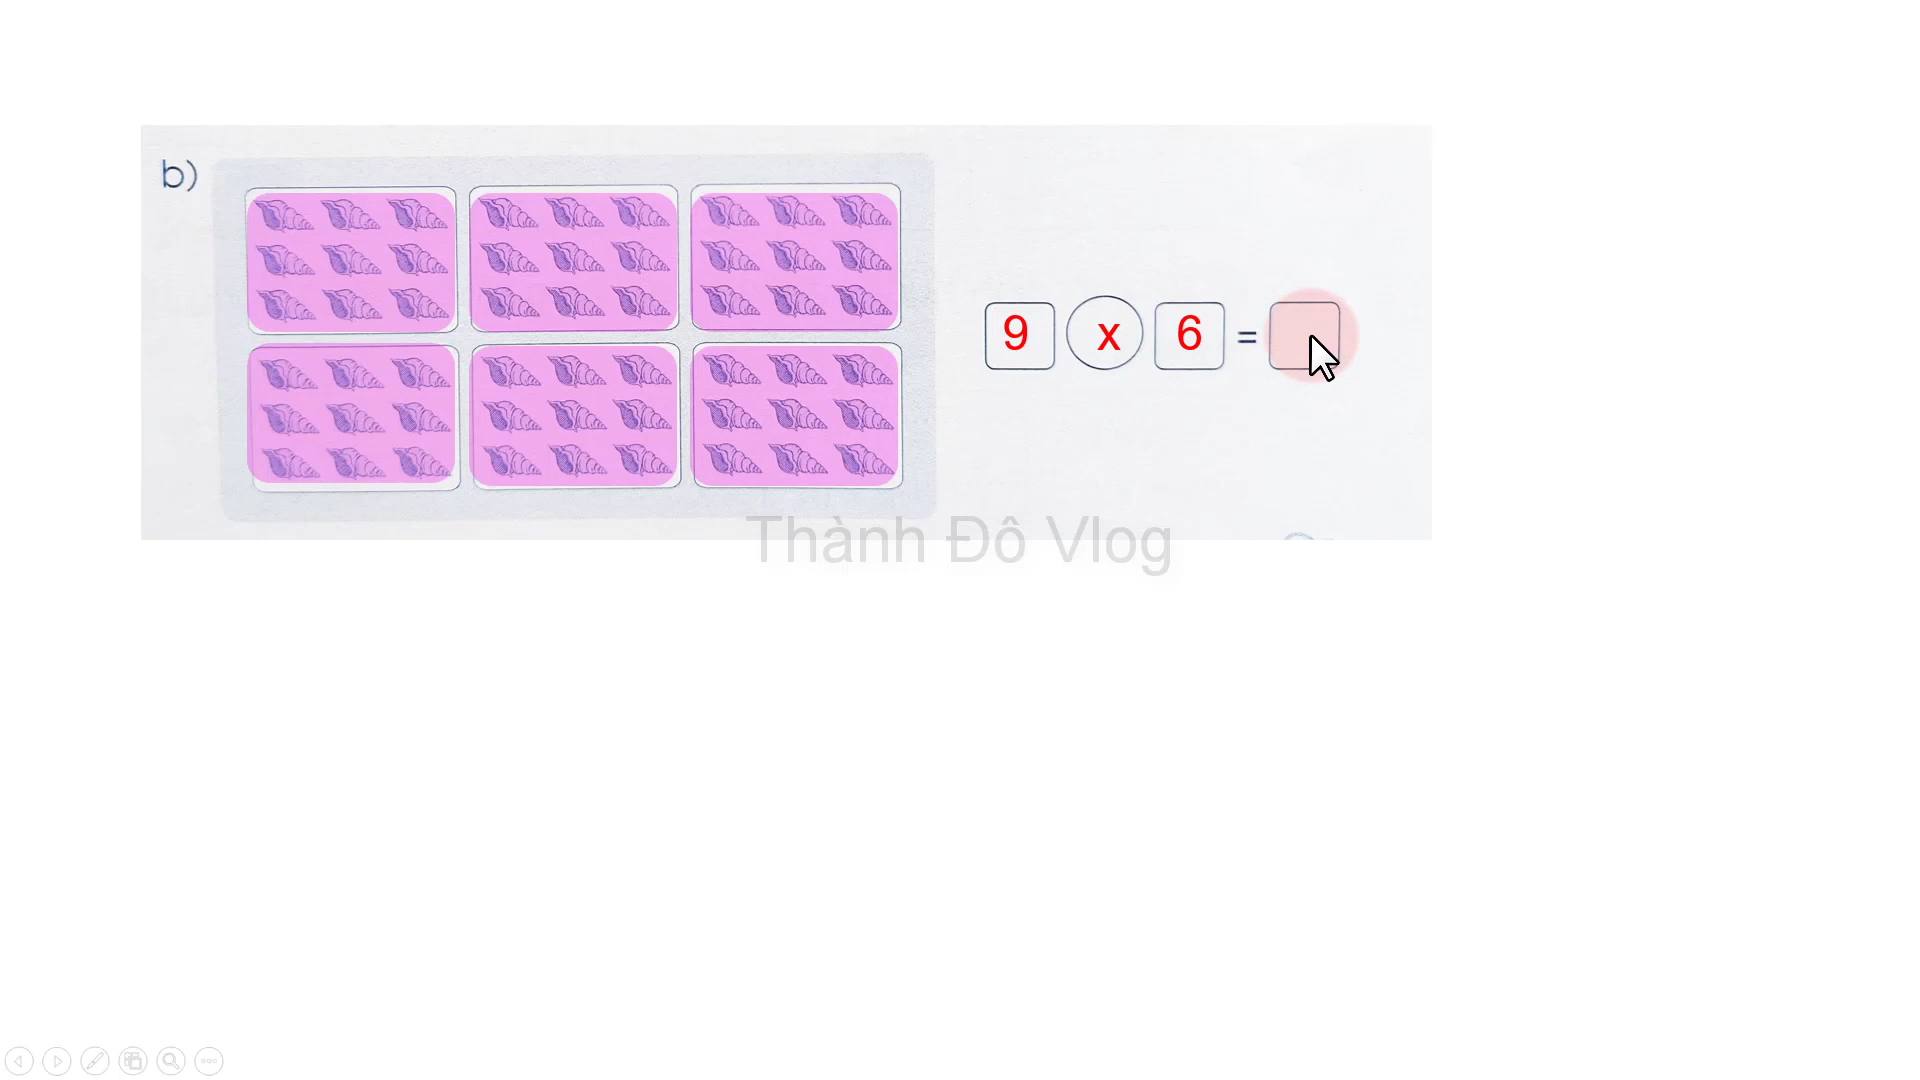 b)
9 x 6 =
Thành Đô Vlog